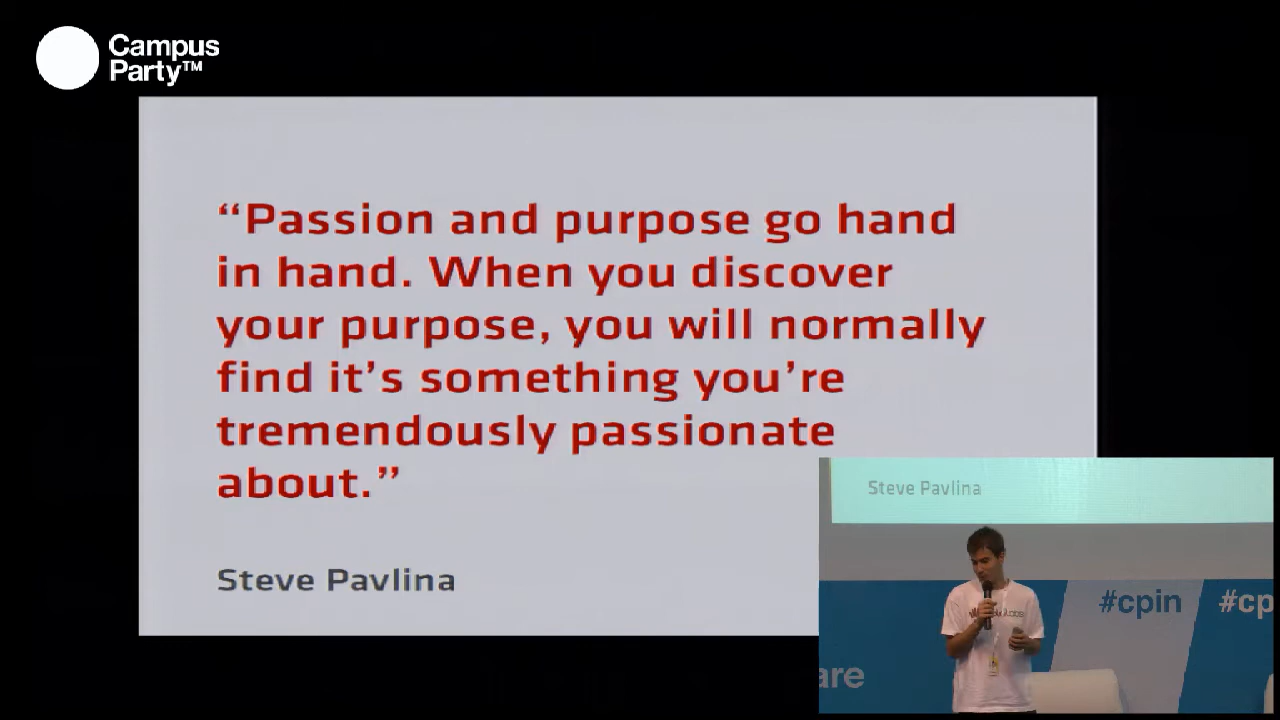 Campus
Party™
“Passion and purpose go hand
in hand. When you discover
your purpose, you will normally
find it’s something you’re
tremendously passionate
about.”
Steve Pavlina
Steve Pavlina
#cpin
#cp
are